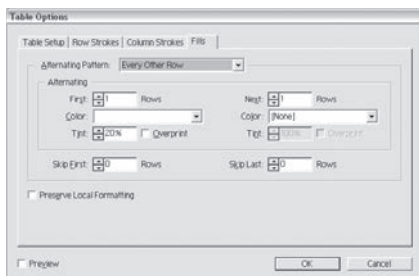 Table Options
Table Setup Row Strokes Column Strokes Fills
Alternating Pattern: Every Other Row
Alternating
First: 1 Rows Next: 1 Rows
Color: Color: [None]
Tint: 20% Overprint Tint: 100% Overprint
Skip First: 0 Rows Skip Last: 0 Rows
Preserve Local Formatting
Preview OK Cancel